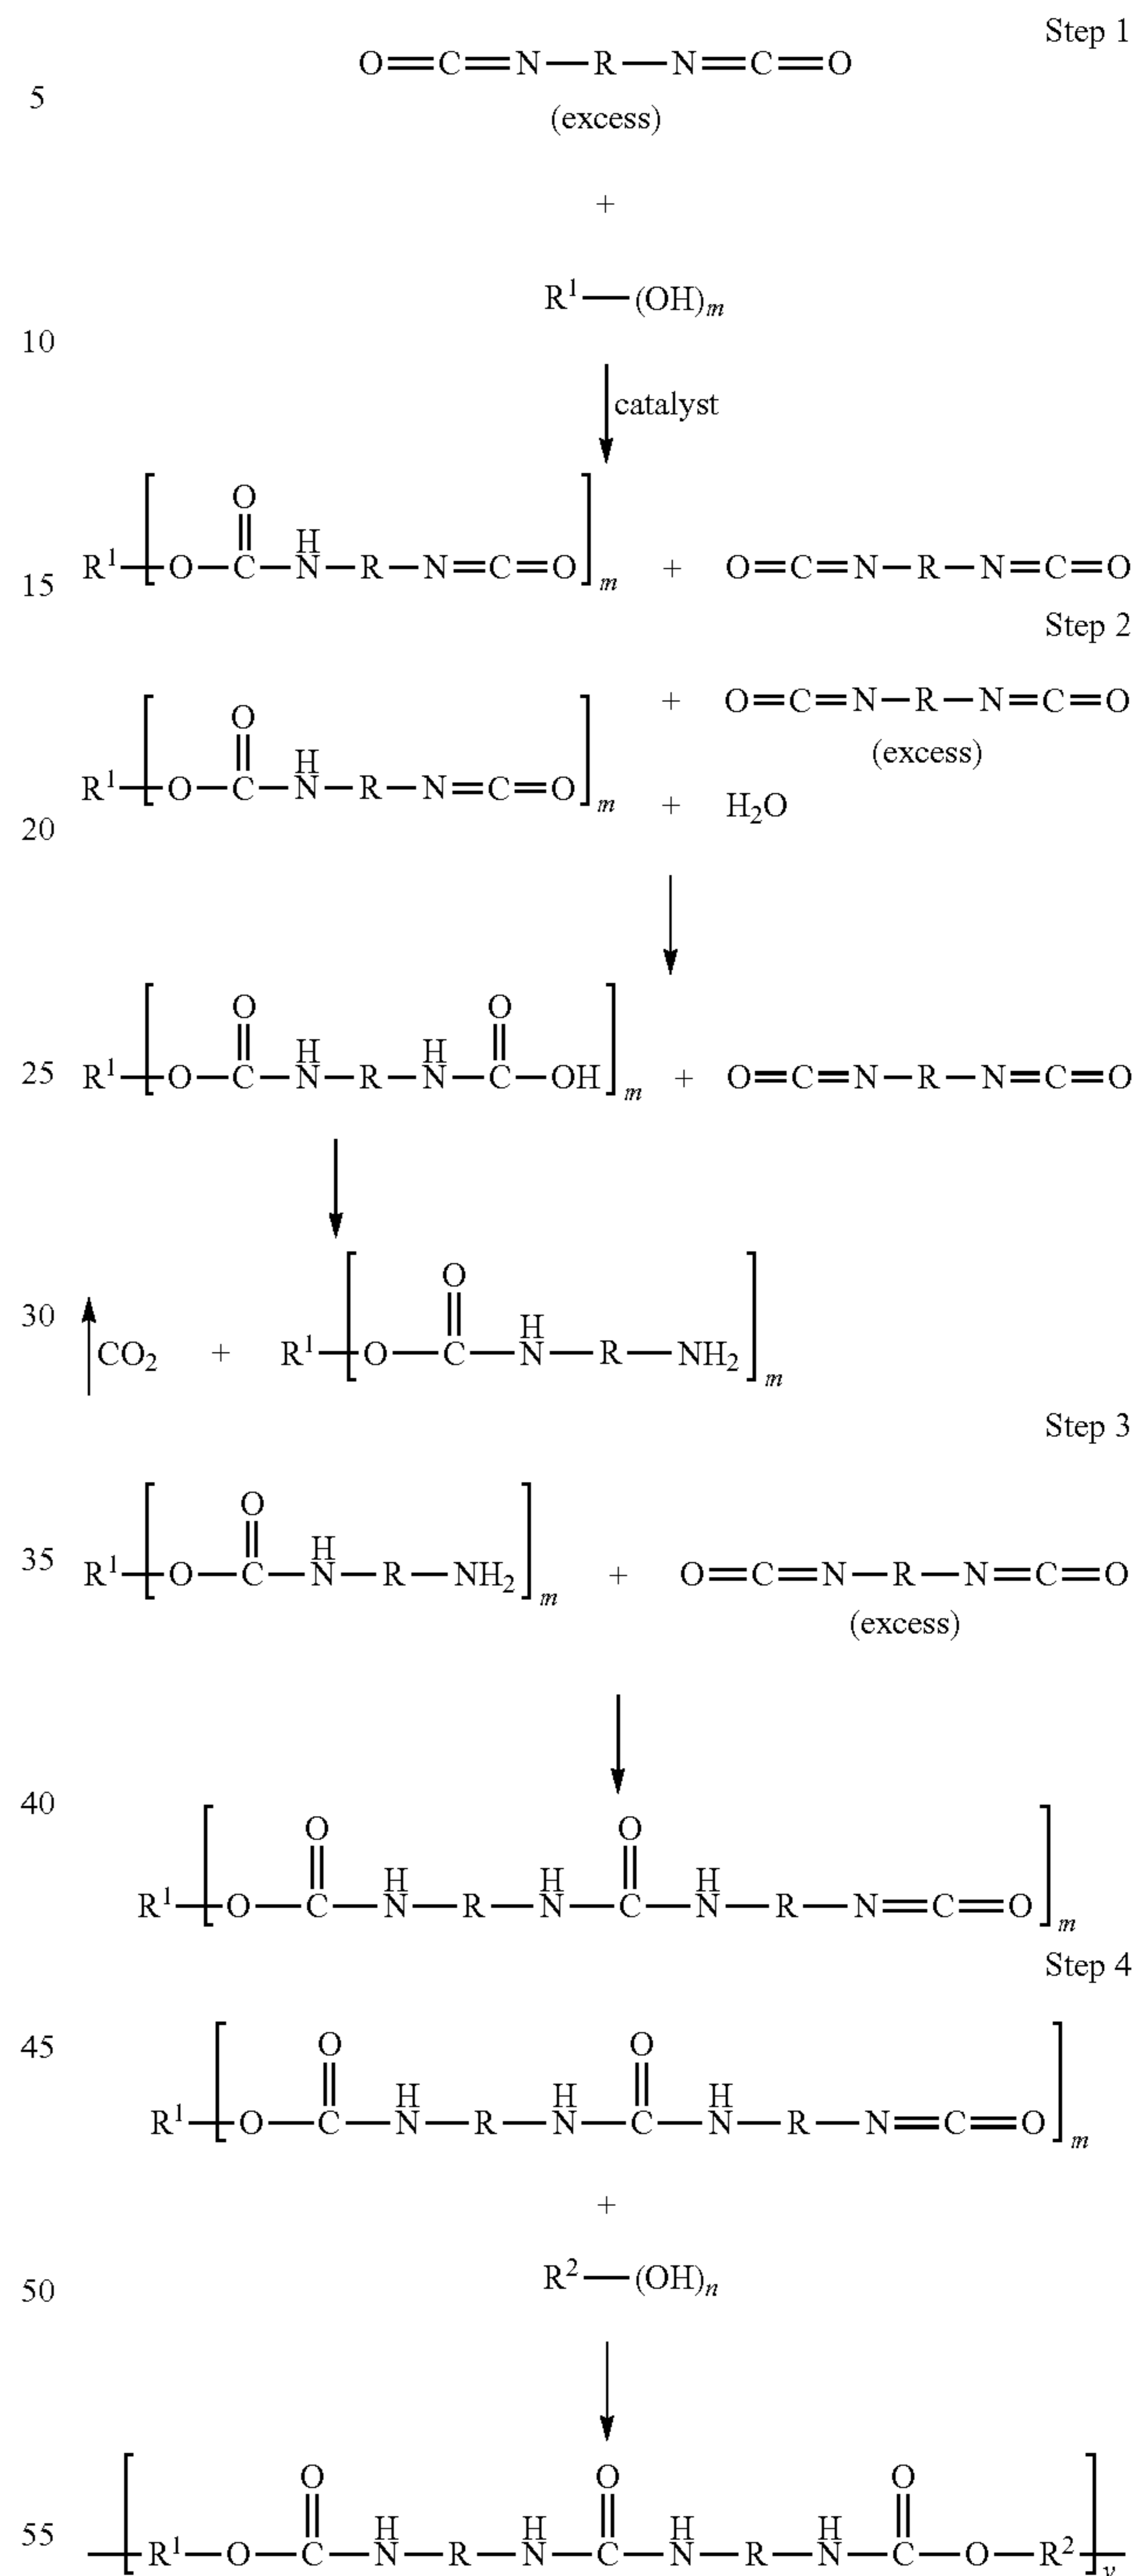 Step 1
O=C=N—R—N=C=O
5
(excess)
+
R¹—(OH)ₘ
10
catalyst
O
R¹—[O—C—NH—R—N=C=O]ₘ + O=C=N—R—N=C=O
15
Step 2
+ O=C=N—R—N=C=O
O
(excess)
R¹—[O—C—NH—R—N=C=O]ₘ
+ H₂O
20
O O
25 R¹—[O—C—NH—R—NH—C—OH]ₘ + O=C=N—R—N=C=O
O
30
CO₂ + R¹—[O—C—NH—R—NH₂]ₘ
Step 3
O
35 R¹—[O—C—NH—R—NH₂]ₘ + O=C=N—R—N=C=O
(excess)
40
O O
R¹—[O—C—NH—R—NH—C—NH—R—N=C=O]ₘ
Step 4
45
O O
R¹—[O—C—NH—R—NH—C—NH—R—N=C=O]ₘ
+
50 R²—(OH)ₙ
O O O
55 —[R¹—O—C—NH—R—NH—C—NH—R—NH—C—O—R²]—y